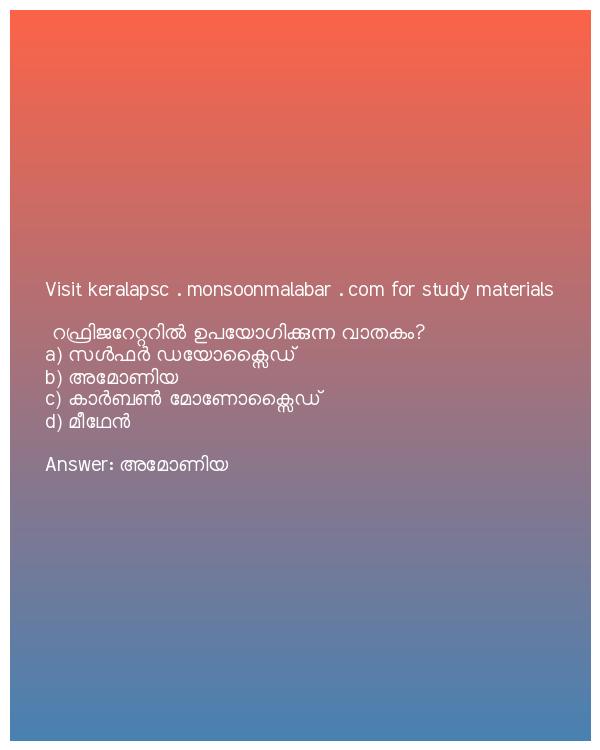 Visit keralapsc . monsoonmalabar . com for study materials
റഫ്രിജറേറ്ററിൽ ഉപയോഗിക്കുന്ന വാതകം?
a) സൾഫർ ഡയോക്സൈഡ്
b) അമോണിയ
c) കാർബൺ മോണോക്സൈഡ്
d) മീഥേൻ
Answer: അമോണിയ